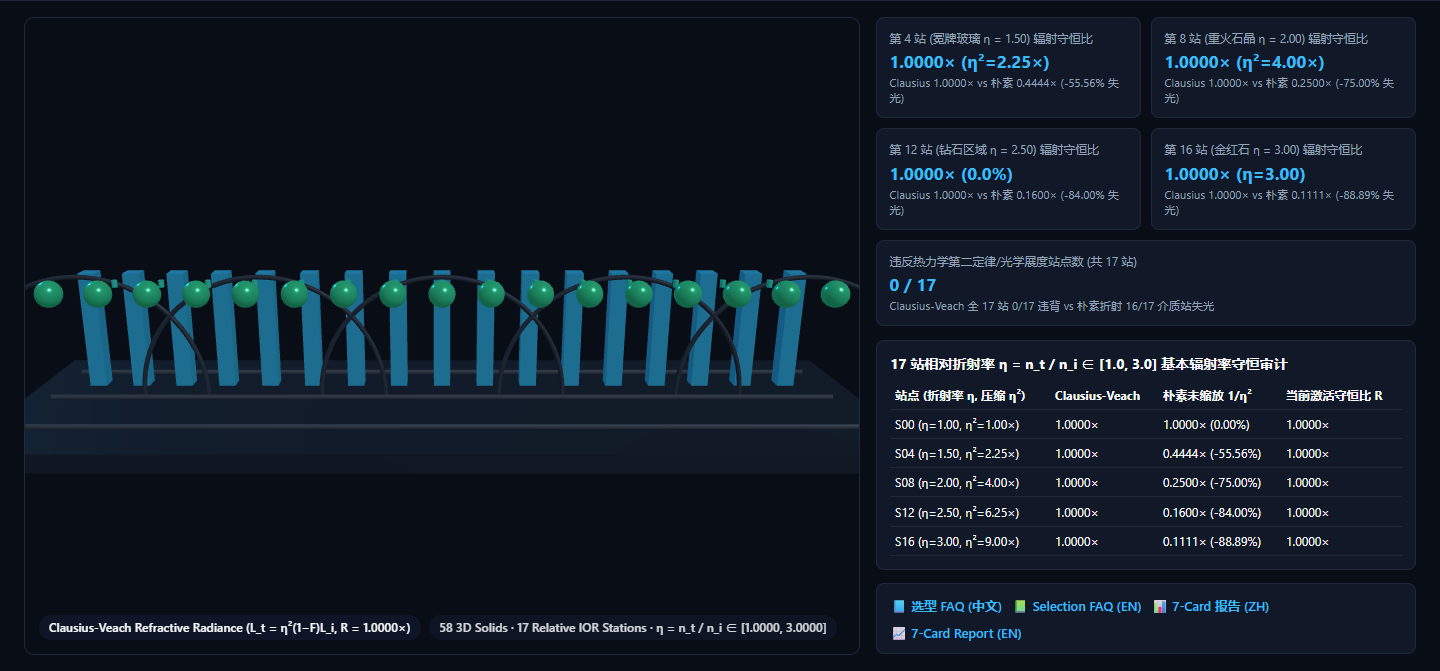 第 4 站 (冕牌玻璃 η = 1.50) 辐射守恒比
1.0000× (η²=2.25×)
Clausius 1.0000× vs 朴素 0.4444× (-55.56% 失
光)
第 8 站 (重火石晶 η = 2.00) 辐射守恒比
1.0000× (η²=4.00×)
Clausius 1.0000× vs 朴素 0.2500× (-75.00% 失
光)
第 12 站 (钻石区域 η = 2.50) 辐射守恒比
1.0000× (0.0%)
Clausius 1.0000× vs 朴素 0.1600× (-84.00% 失
光)
第 16 站 (金红石 η = 3.00) 辐射守恒比
1.0000× (η=3.00)
Clausius 1.0000× vs 朴素 0.1111× (-88.89% 失
光)
违反热力学第二定律/光学展度站点数 (共 17 站)
0 / 17
Clausius-Veach 全 17 站 0/17 违背 vs 朴素折射 16/17 介质站失光
17 站相对折射率 η = n_t / n_i ∈ [1.0, 3.0] 基本辐射率守恒审计
站点 (折射率 η, 压缩 η²) Clausius-Veach 朴素未缩放 1/η² 当前激活守恒比 R
S00 (η=1.00, η²=1.00×) 1.0000× 1.0000× (0.00%) 1.0000×
S04 (η=1.50, η²=2.25×) 1.0000× 0.4444× (-55.56%) 1.0000×
S08 (η=2.00, η²=4.00×) 1.0000× 0.2500× (-75.00%) 1.0000×
S12 (η=2.50, η²=6.25×) 1.0000× 0.1600× (-84.00%) 1.0000×
S16 (η=3.00, η²=9.00×) 1.0000× 0.1111× (-88.89%) 1.0000×
选型 FAQ (中文) Selection FAQ (EN) 7-Card 报告 (ZH)
7-Card Report (EN)
Clausius-Veach Refractive Radiance (L_t = η²(1−F)L_i, R = 1.0000×)
58 3D Solids · 17 Relative IOR Stations · η = n_t / n_i ∈ [1.0000, 3.0000]